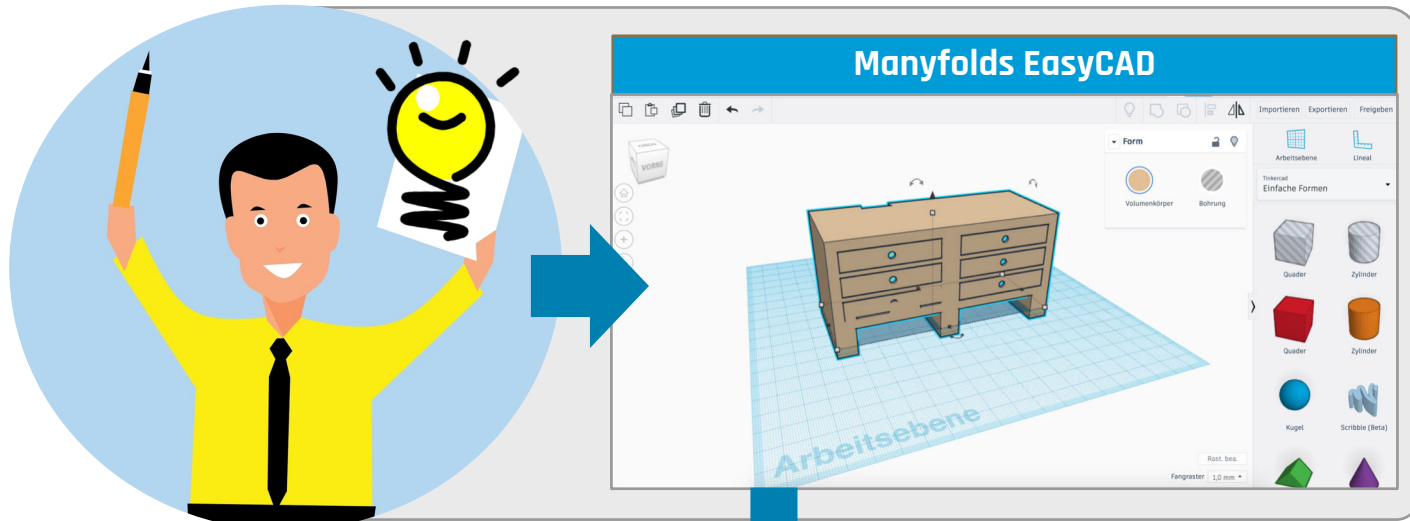 Manyfolds EasyCAD
Importieren Exportieren Freigeben
VORNE
Form
Volumenkörper Bohrung
Arbeitsebene Lineal
Tinkercad
Einfache Formen
Quader Zylinder
Quader Zylinder
Kugel Scribble (Beta)
Arbeitsebene
Rast. bea.
Fangraster 1,0 mm